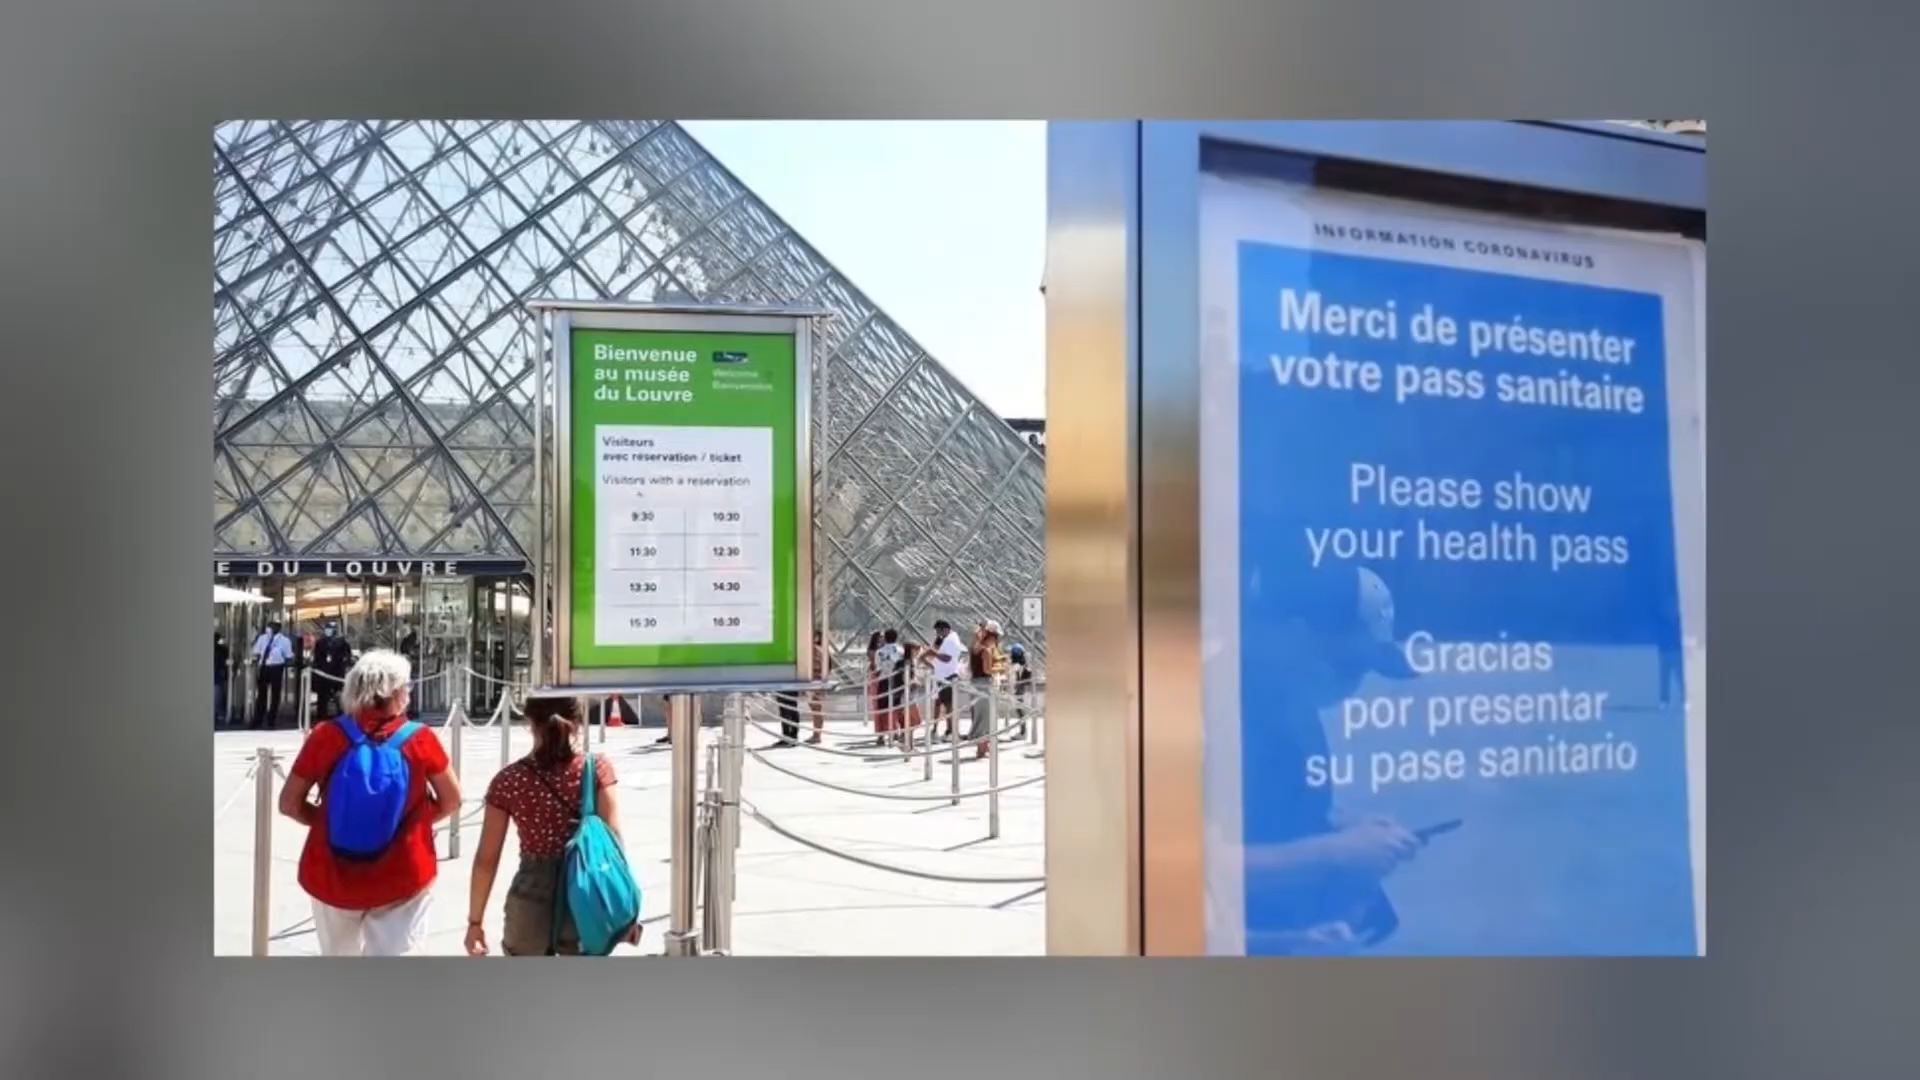 Bienvenue
au musée
du Louvre
Welcome
Bienvenidos
Visiteurs
avec réservation / ticket
Visitors with a reservation
9:30 10:30
11:30 12:30
13:30 14:30
15:30 16:30
E DU LOUVRE
INFORMATION CORONAVIRUS
Merci de présenter
votre pass sanitaire
Please show
your health pass
Gracias
por presentar
su pase sanitario